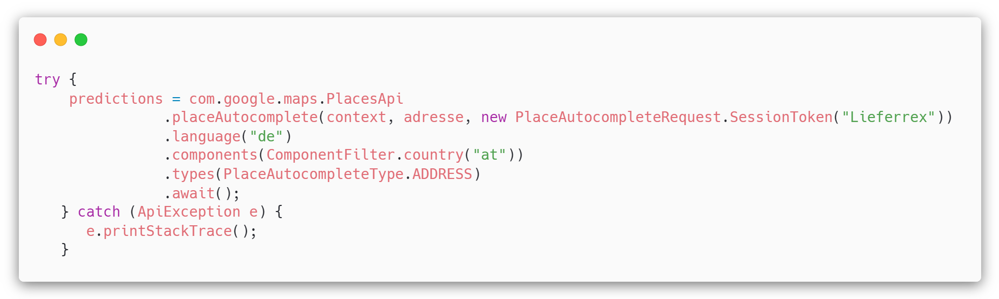 try {
    predictions = com.google.maps.PlacesApi
               .placeAutocomplete(context, adresse, new PlaceAutocompleteRequest.SessionToken("Lieferrex"))
               .language("de")
               .components(ComponentFilter.country("at"))
               .types(PlaceAutocompleteType.ADDRESS)
               .await();
   } catch (ApiException e) {
      e.printStackTrace();
   }